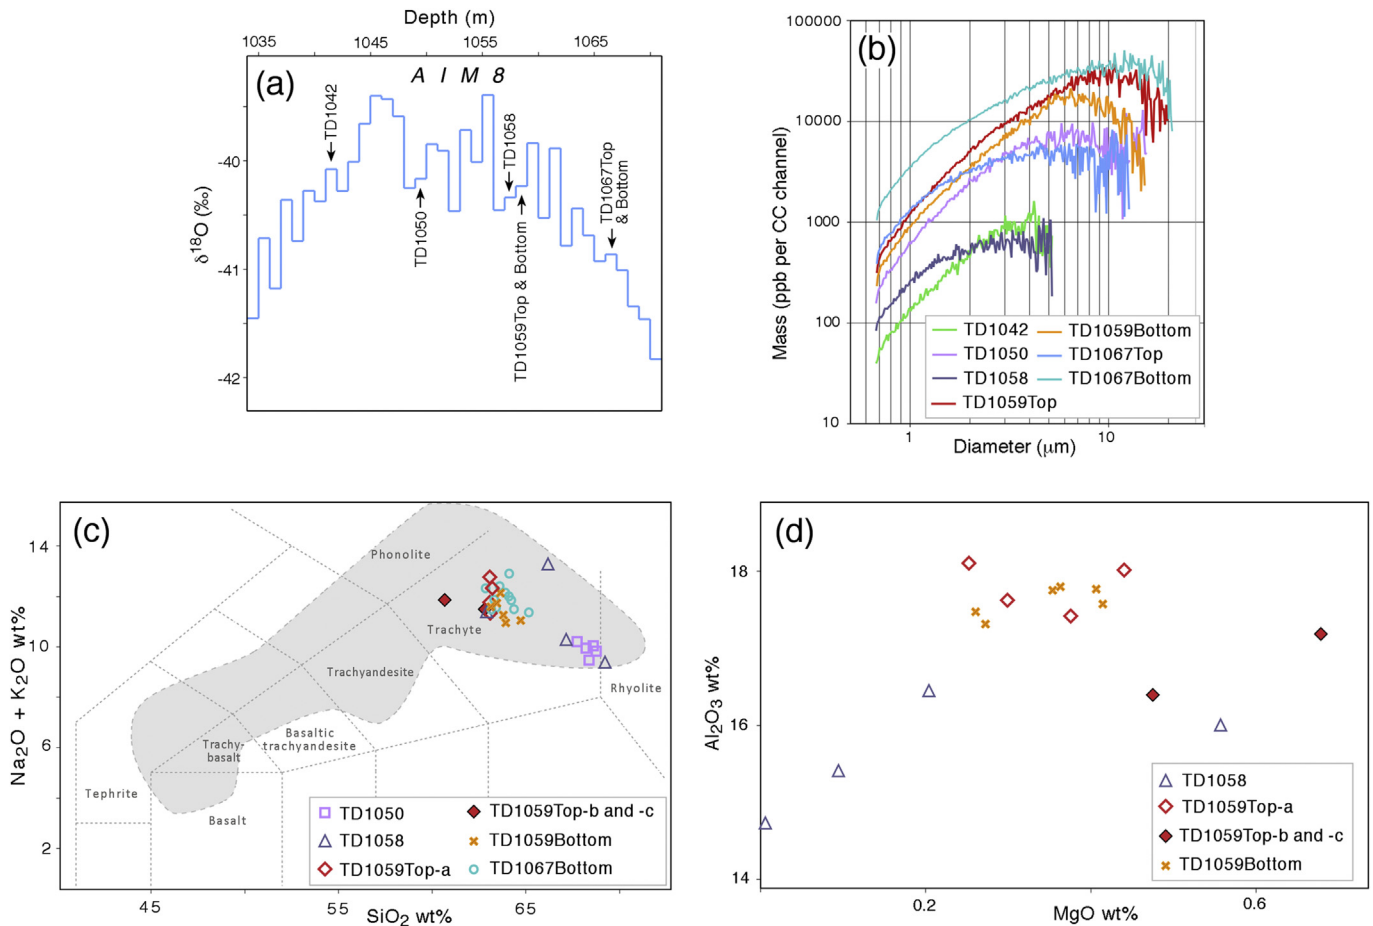 Depth (m)
1035 1045 1055 1065
(a)
A I M 8
TD1042
TD1050
TD1058
TD1059Top & Bottom
TD1067Top
& Bottom
-40
-41
-42
δ18O (‰)
(b)
100000
10000
1000
100
10
Mass (ppb per CC channel)
TD1042 TD1059Bottom
TD1050 TD1067Top
TD1058 TD1067Bottom
TD1059Top
1 10
Diameter (μm)
(c)
14
10
6
2
Na2O + K2O wt%
Phonolite
Trachyte
Trachyandesite
Rhyolite
Basaltic
trachyandesite
Trachy-
basalt
Tephrite
Basalt
TD1050 TD1059Top-b and -c
TD1058 TD1059Bottom
TD1059Top-a TD1067Bottom
45 55 65
SiO2 wt%
(d)
18
16
14
Al2O3 wt%
TD1058
TD1059Top-a
TD1059Top-b and -c
TD1059Bottom
0.2 0.6
MgO wt%